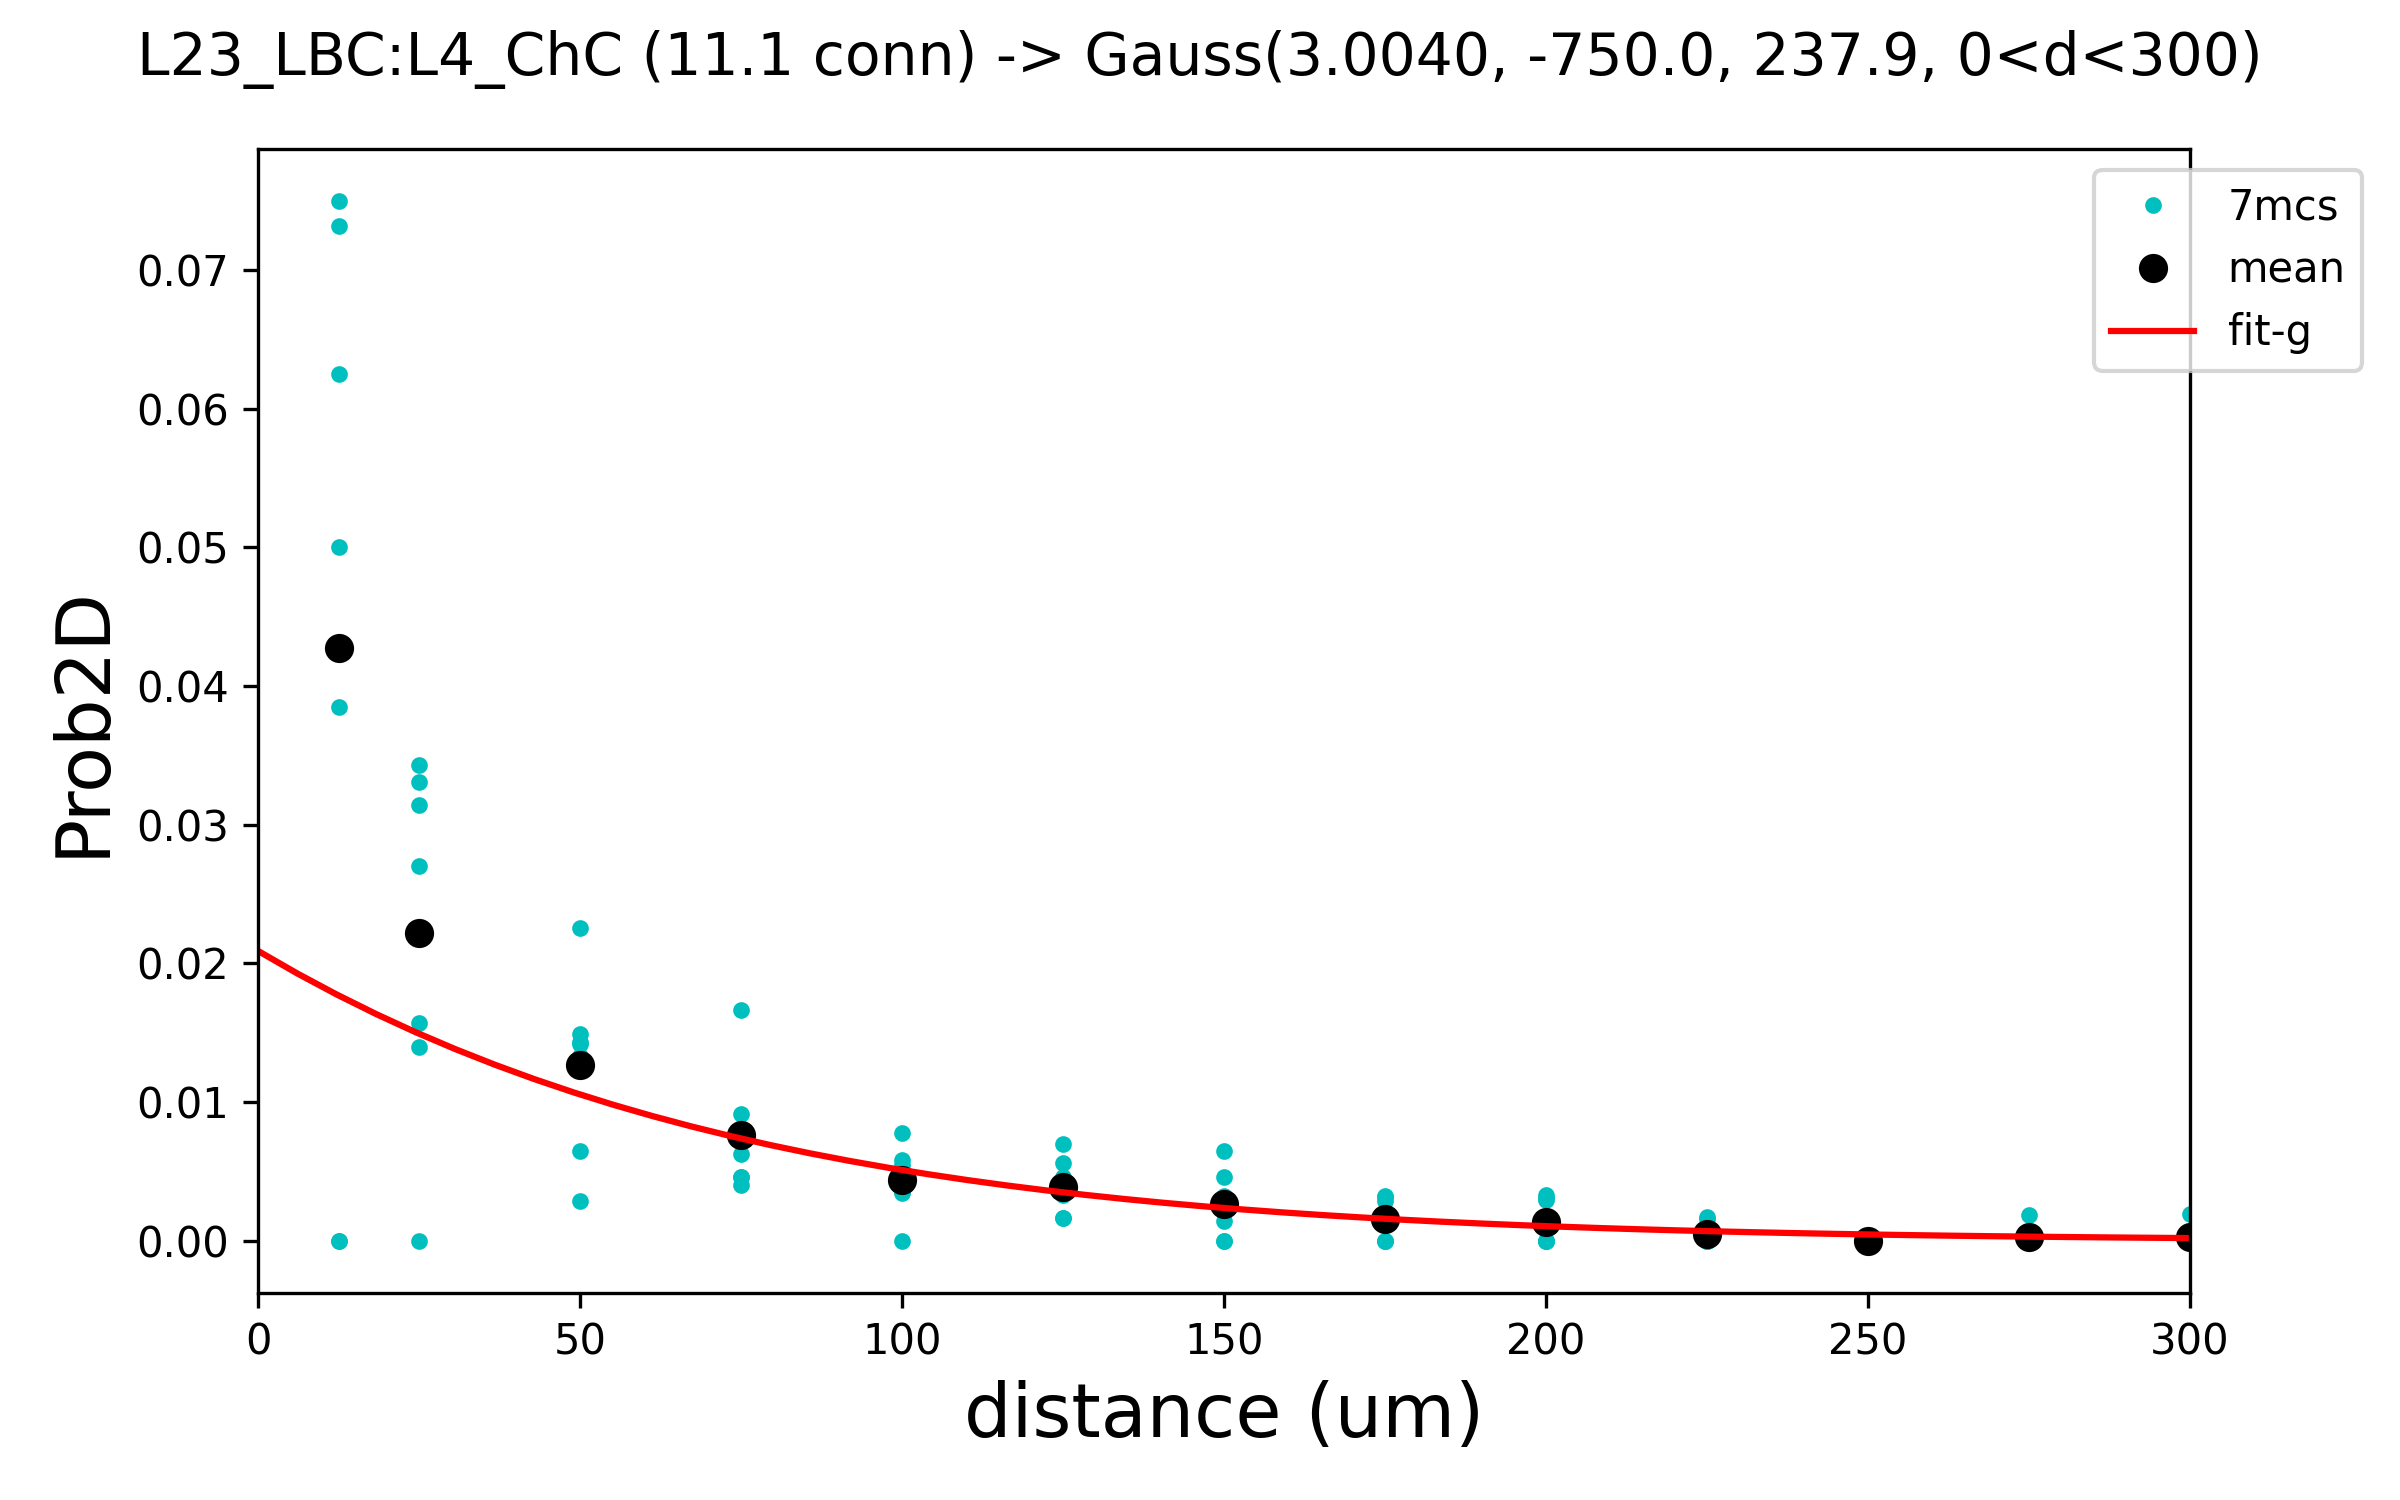 L23_LBC:L4_ChC (11.1 conn) -> Gauss(3.0040, -750.0, 237.9, 0<d<300)
7mcs
mean
fit-g
0.07
0.06
0.05
0.04
0.03
0.02
0.01
0.00
Prob2D
0 50 100 150 200 250 300
distance (um)